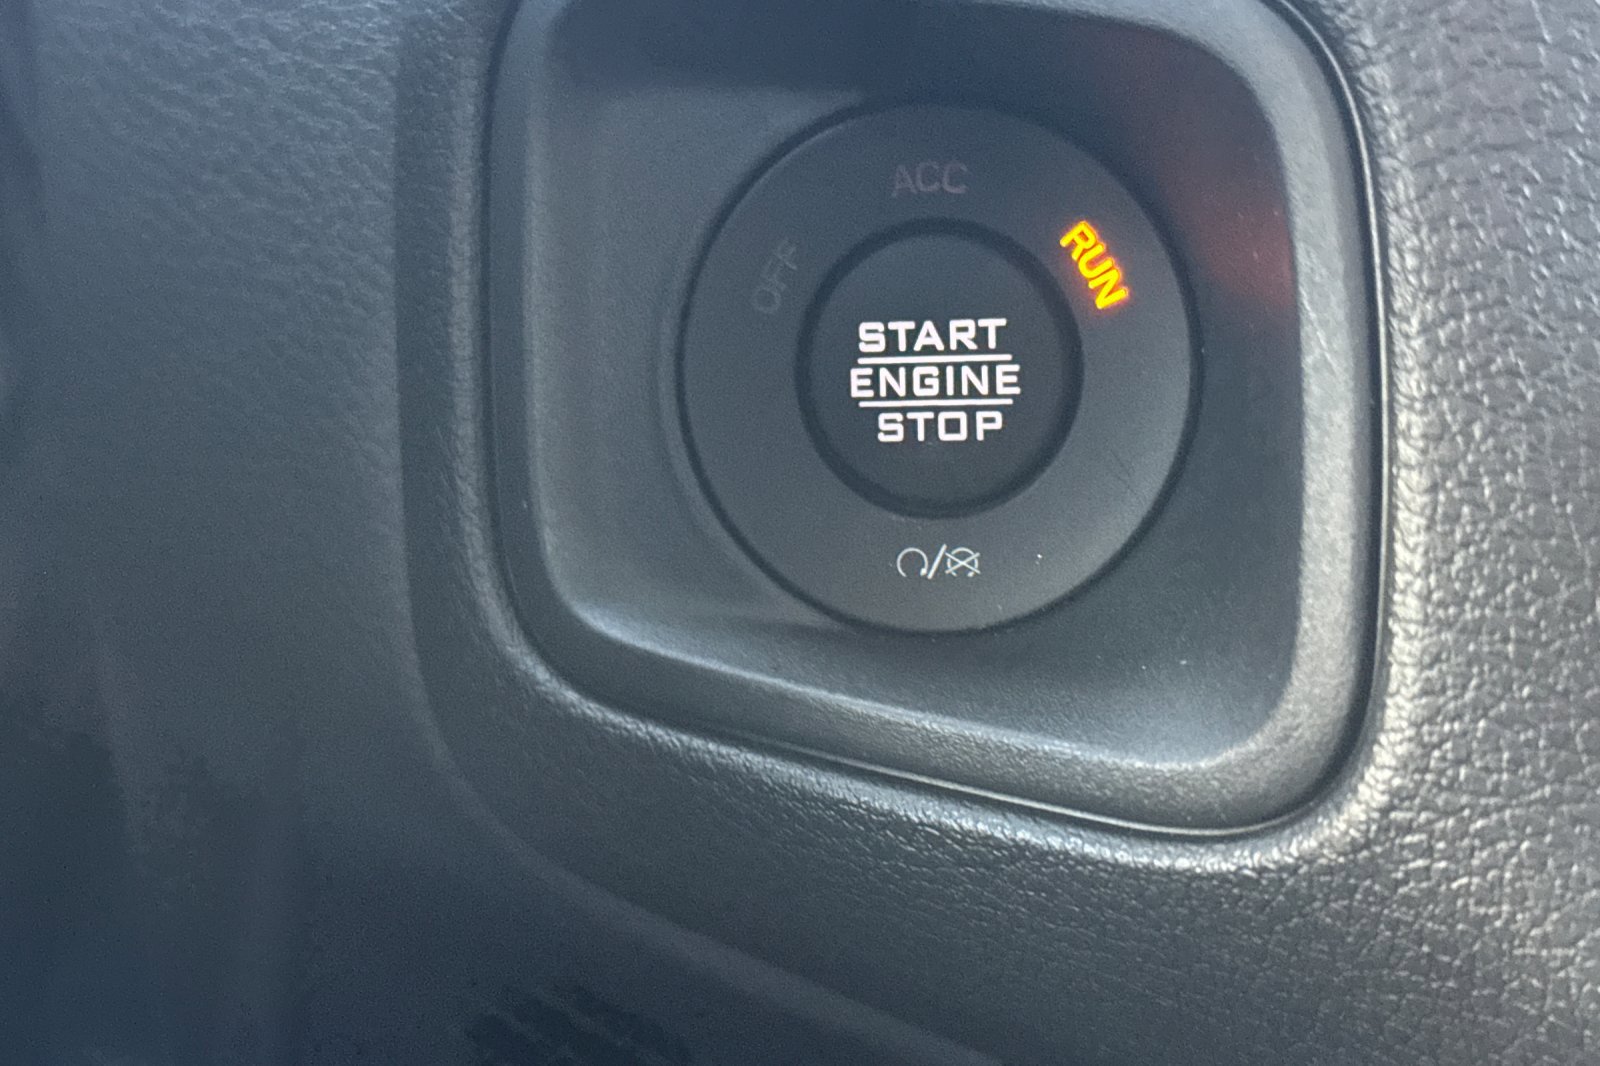 ACC
OFF
RUN
START
ENGINE
STOP